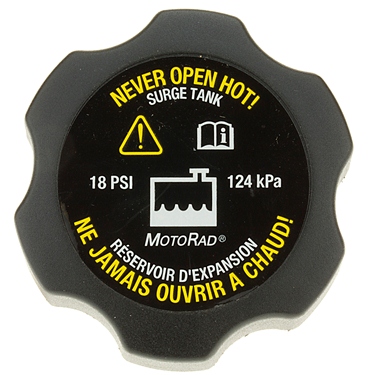 NEVER OPEN HOT!
SURGE TANK
18 PSI
124 kPa
MOTORAD®
RÉSERVOIR D'EXPANSION
NE JAMAIS OUVRIR A CHAUD!